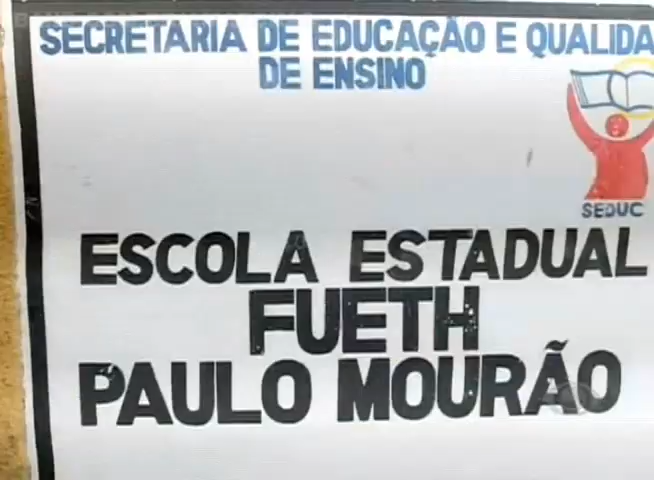 SECRETARIA DE EDUCAÇÃO E QUALIDA
DE ENSINO
SEDUC
ESCOLA ESTADUAL
FUETH
PAULO MOURÃO